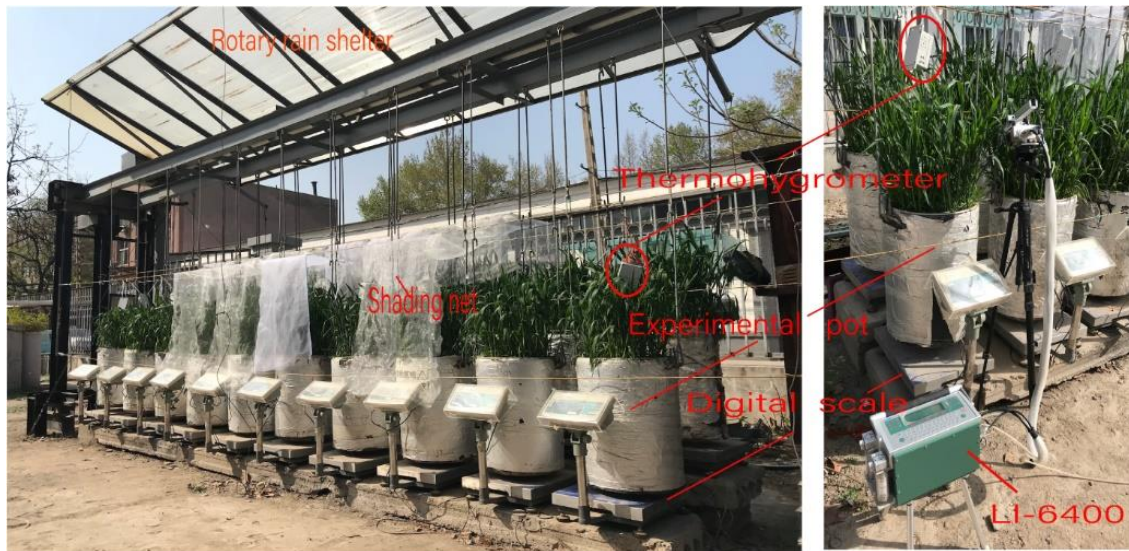 Rotary rain shelter
Thermohygrometer
Shading net
Experimental pot
Digital scale
LI-6400